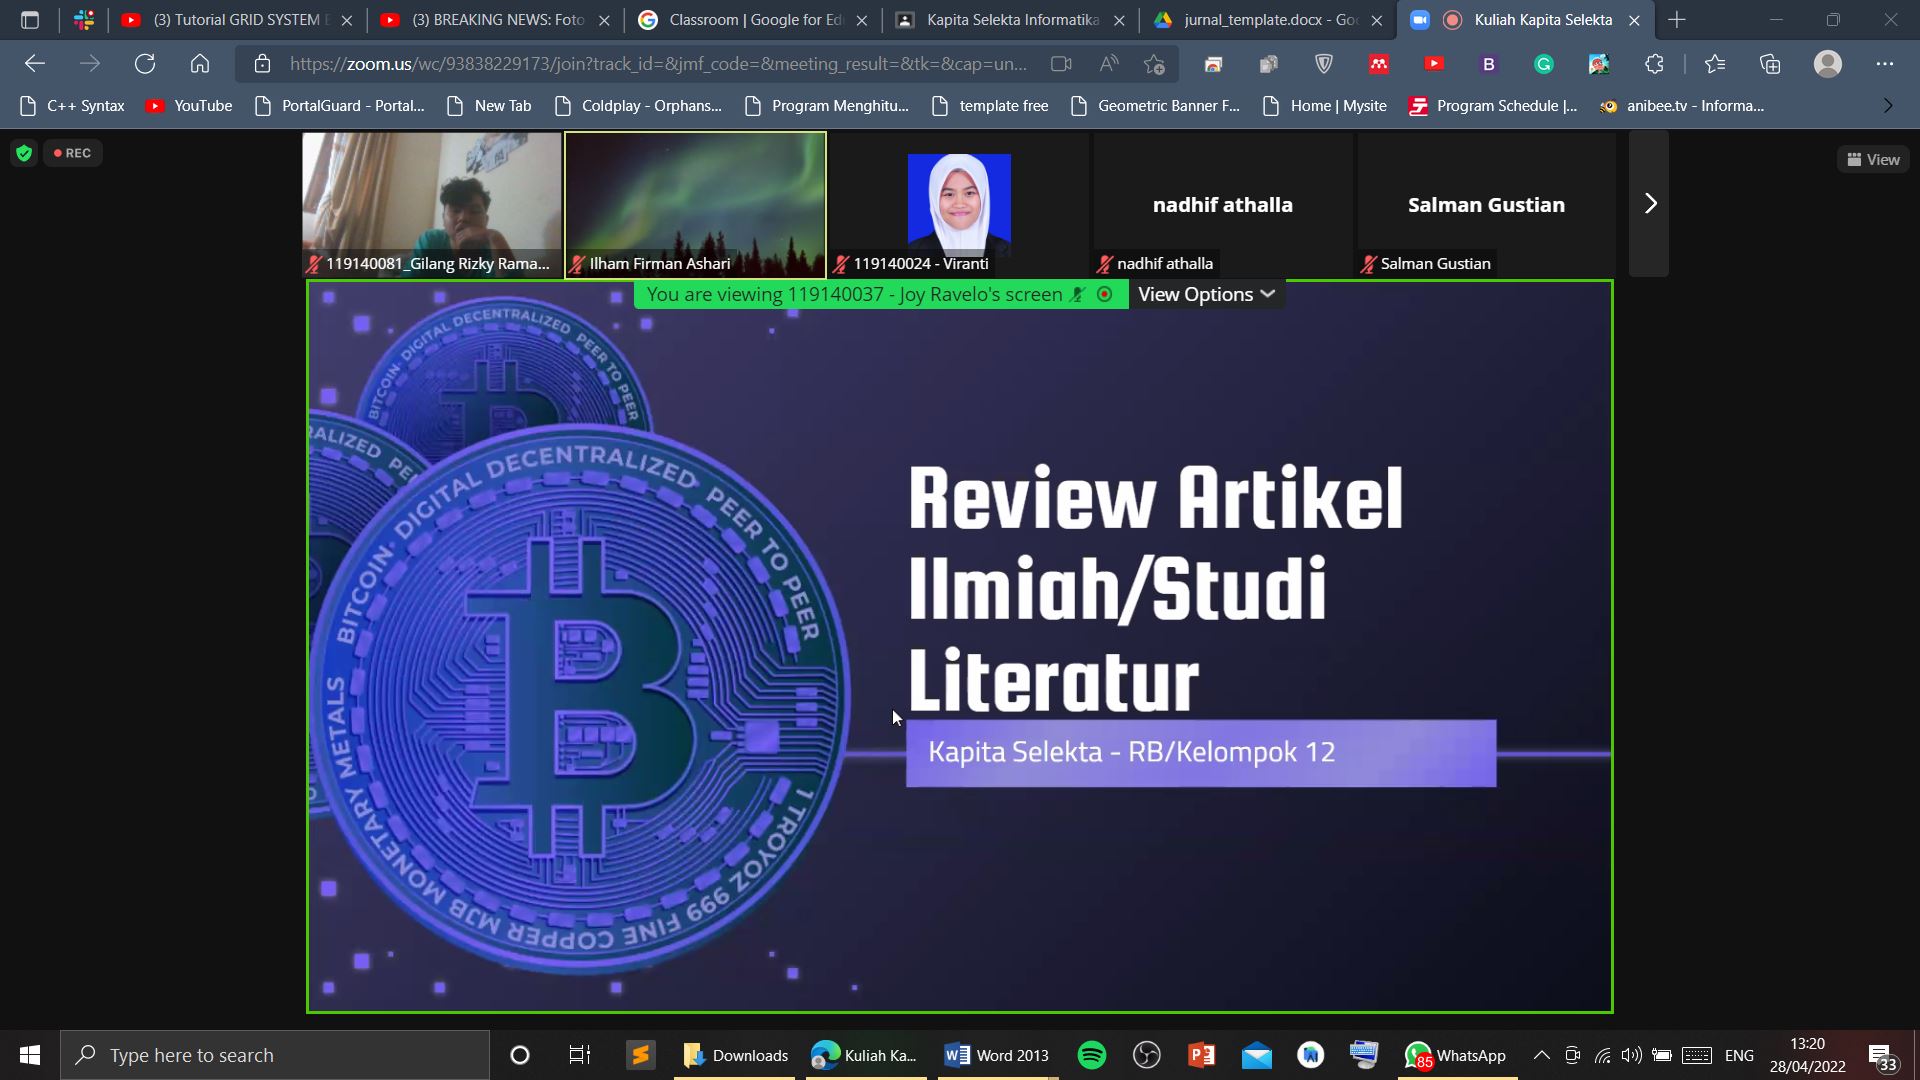 (3) Tutorial GRID SYSTEM
(3) BREAKING NEWS: Foto
Classroom | Google for Ed
Kapita Selekta Informatika
jurnal_template.docx - Go
Kuliah Kapita Selekta
https://zoom.us/wc/93838229173/join?track_id=&jmf_code=&meeting_result=&tk=&cap=un...
C++ Syntax
YouTube
PortalGuard - Portal...
New Tab
Coldplay - Orphans...
Program Menghitu...
template free
Geometric Banner F...
Home | Mysite
Program Schedule |...
anibee.tv - Informa...
REC
View
nadhif athalla
Salman Gustian
119140081_Gilang Rizky Rama...
Ilham Firman Ashari
119140024 - Viranti
nadhif athalla
Salman Gustian
You are viewing 119140037 - Joy Ravelo's screen
View Options
BITCOIN· DIGITAL DECENTRALIZED PEER TO PEER
RALIZED PE
BITCOIN· DIGITAL DECENTRALIZED PEER TO PEER
1 TROYOZ 999 FINE COPPER MJB MONETARY METALS
B
Review Artikel
Ilmiah/Studi
Literatur
Kapita Selekta - RB/Kelompok 12
Type here to search
Downloads
Kuliah Ka...
Word 2013
85
WhatsApp
ENG
13:20
28/04/2022
33